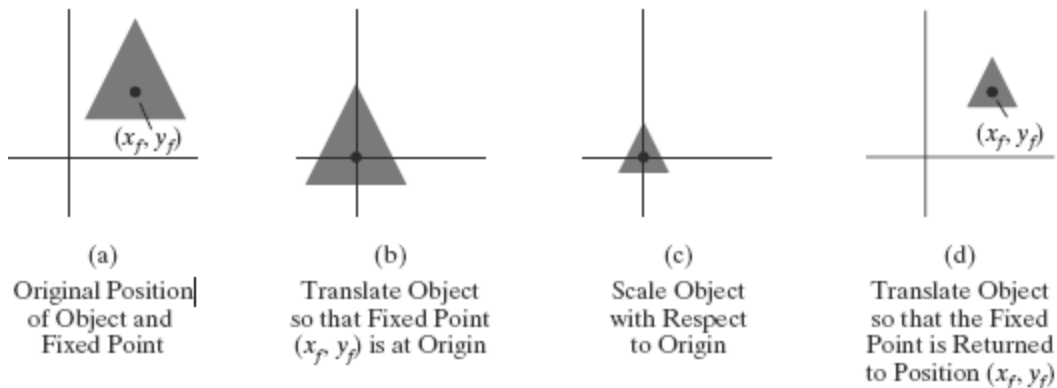 (x_f, y_f)
(x_f, y_f)
(a)
Original Position
of Object and
Fixed Point
(b)
Translate Object
so that Fixed Point
(x_f, y_f) is at Origin
(c)
Scale Object
with Respect
to Origin
(d)
Translate Object
so that the Fixed
Point is Returned
to Position (x_f, y_f)